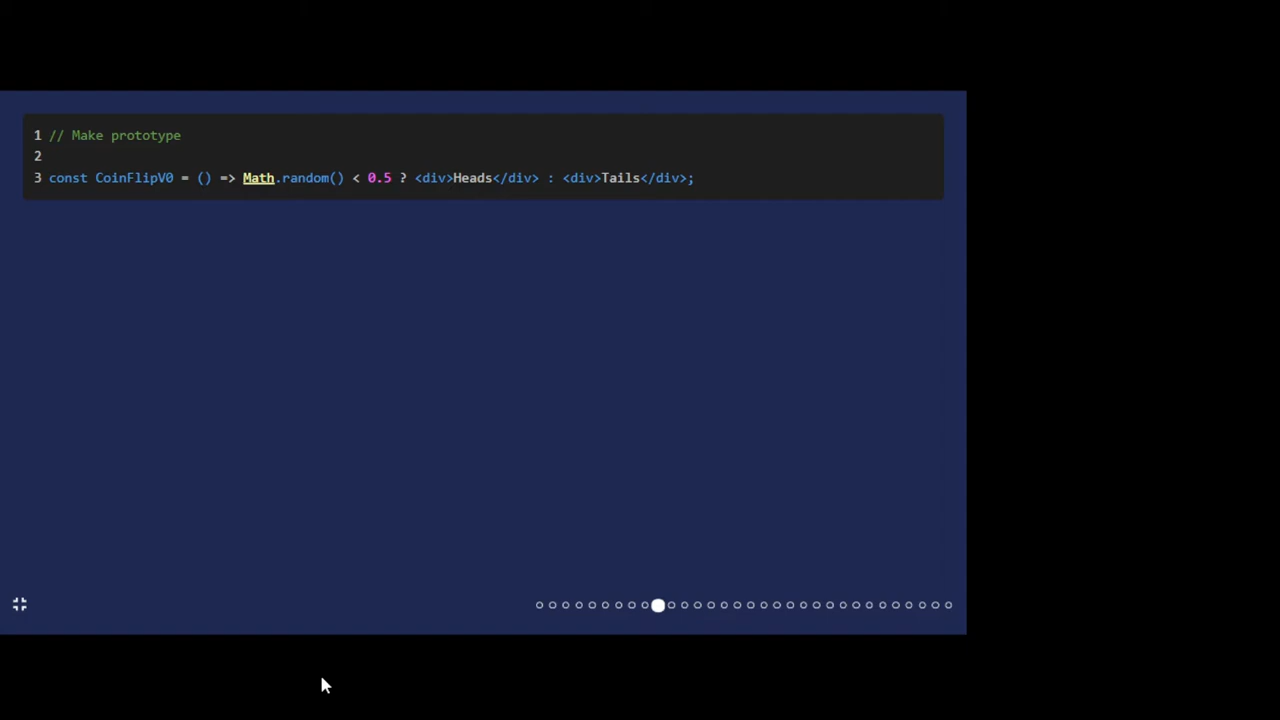 1 // Make prototype
2
3 const CoinFlipV0 = () => Math.random() < 0.5 ? <div>Heads</div> : <div>Tails</div>;